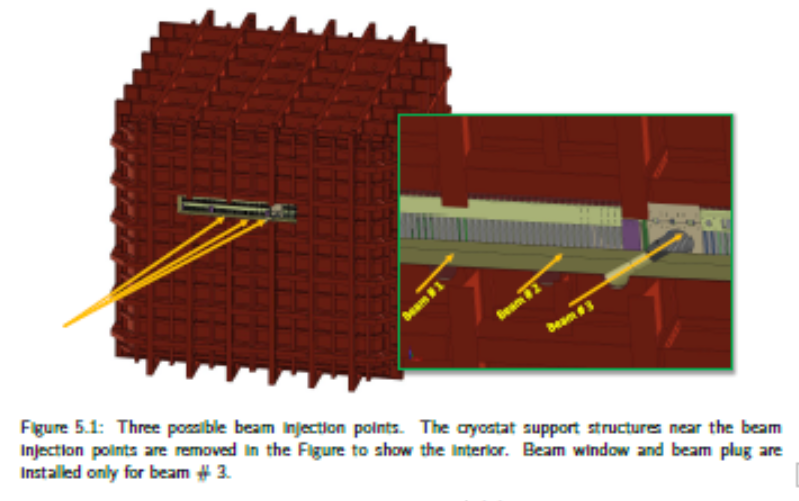 Beam # 1
Beam # 2
Beam # 3
Figure 5.1: Three possible beam injection points. The cryostat support structures near the beam
injection points are removed in the Figure to show the interior. Beam window and beam plug are
installed only for beam # 3.